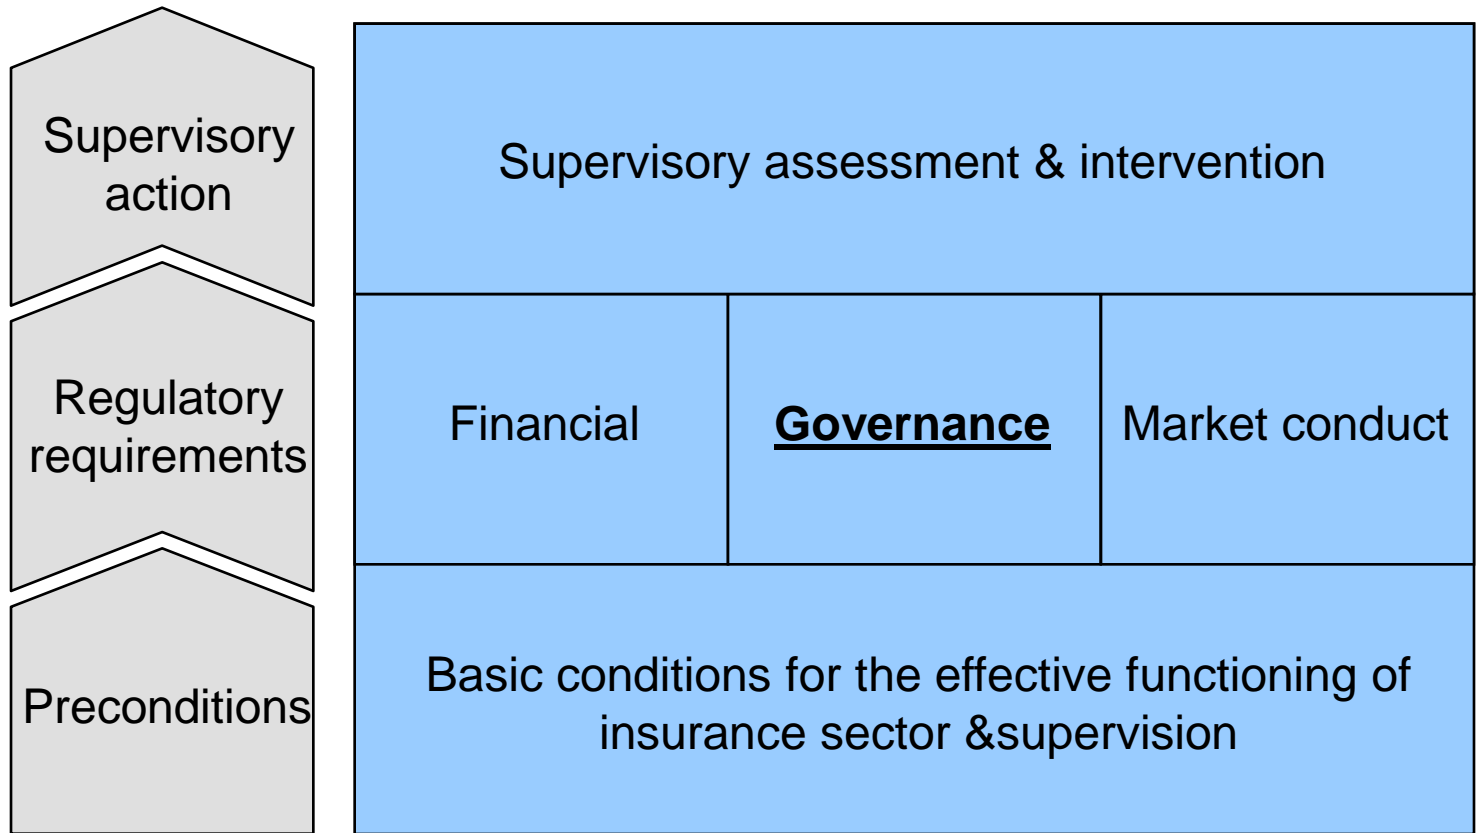 Supervisory
action
Supervisory assessment & intervention
Regulatory
requirements
Financial
Governance
Market conduct
Preconditions
Basic conditions for the effective functioning of
insurance sector &supervision